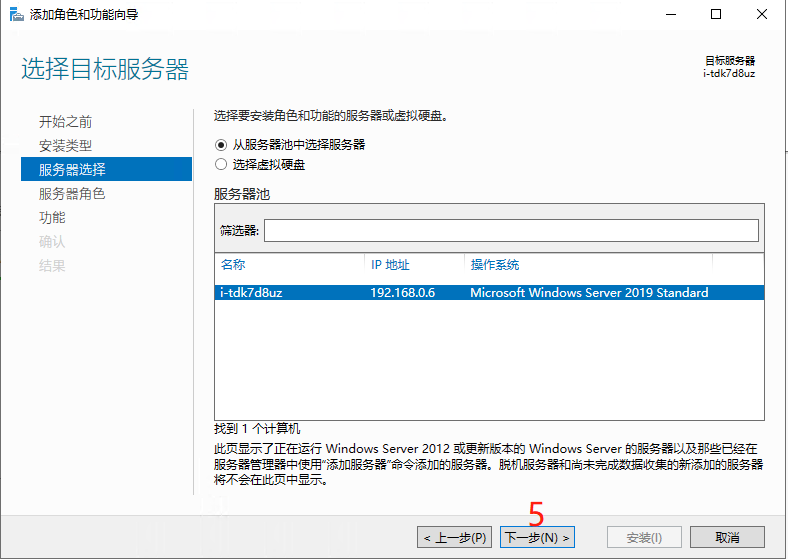 添加角色和功能向导
选择目标服务器
目标服务器
i-tdk7d8uz
开始之前
安装类型
服务器选择
服务器角色
功能
确认
结果
选择要安装角色和功能的服务器或虚拟硬盘。
从服务器池中选择服务器
选择虚拟硬盘
服务器池
筛选器:
名称 IP 地址 操作系统
i-tdk7d8uz 192.168.0.6 Microsoft Windows Server 2019 Standard
找到 1 个计算机
此页显示了正在运行 Windows Server 2012 或更新版本的 Windows Server 的服务器以及那些已经在
服务器管理器中使用"添加服务器"命令添加的服务器。脱机服务器和尚未完成数据收集的新添加的服务器
将不会在此页中显示。
5
< 上一步(P) 下一步(N) > 安装(I) 取消